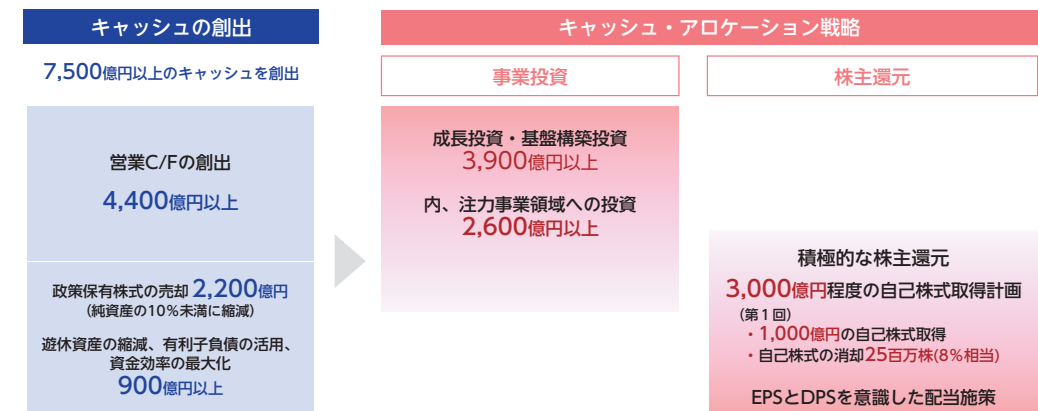 キャッシュの創出
7,500億円以上のキャッシュを創出
営業C/Fの創出
4,400億円以上
政策保有株式の売却 2,200億円
(純資産の10%未満に縮減)
遊休資産の縮減、有利子負債の活用、
資金効率の最大化
900億円以上
キャッシュ・アロケーション戦略
事業投資
成長投資・基盤構築投資
3,900億円以上
内、注力事業領域への投資
2,600億円以上
株主還元
積極的な株主還元
3,000億円程度の自己株式取得計画
(第1回)
・1,000億円の自己株式取得
・自己株式の消却25百万株(8%相当)
EPSとDPSを意識した配当施策